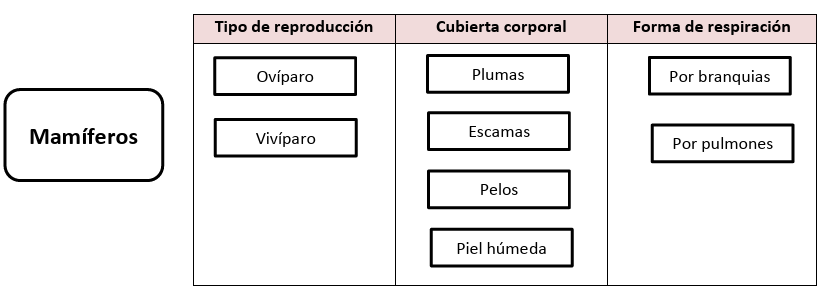 Mamíferos
Tipo de reproducción
Cubierta corporal
Forma de respiración
Ovíparo
Vivíparo
Plumas
Escamas
Pelos
Piel húmeda
Por branquias
Por pulmones